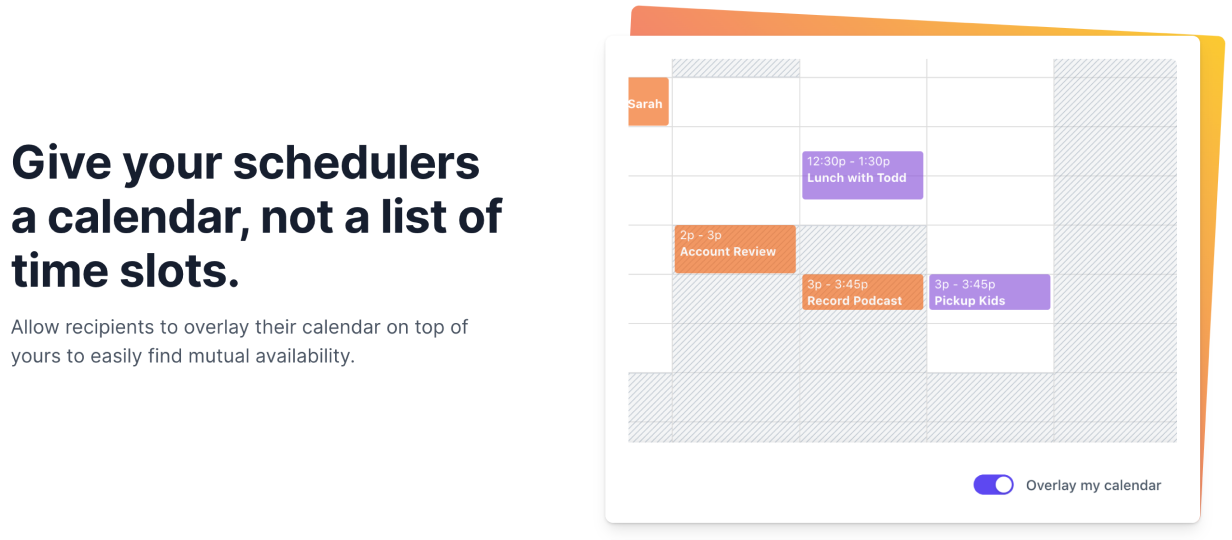 Give your schedulers
a calendar, not a list of
time slots.
Allow recipients to overlay their calendar on top of
yours to easily find mutual availability.
Sarah
12:30p - 1:30p
Lunch with Todd
2p - 3p
Account Review
3p - 3:45p
Record Podcast
3p - 3:45p
Pickup Kids
Overlay my calendar